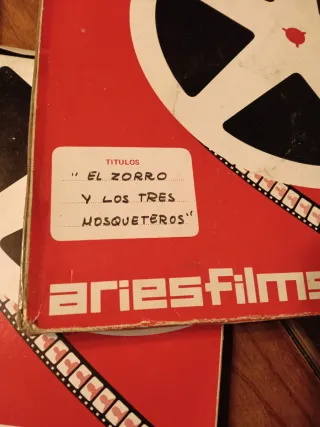 TITULOS
" EL ZORRO
Y LOS TRES
MOSQUETEROS"
ariesfilms